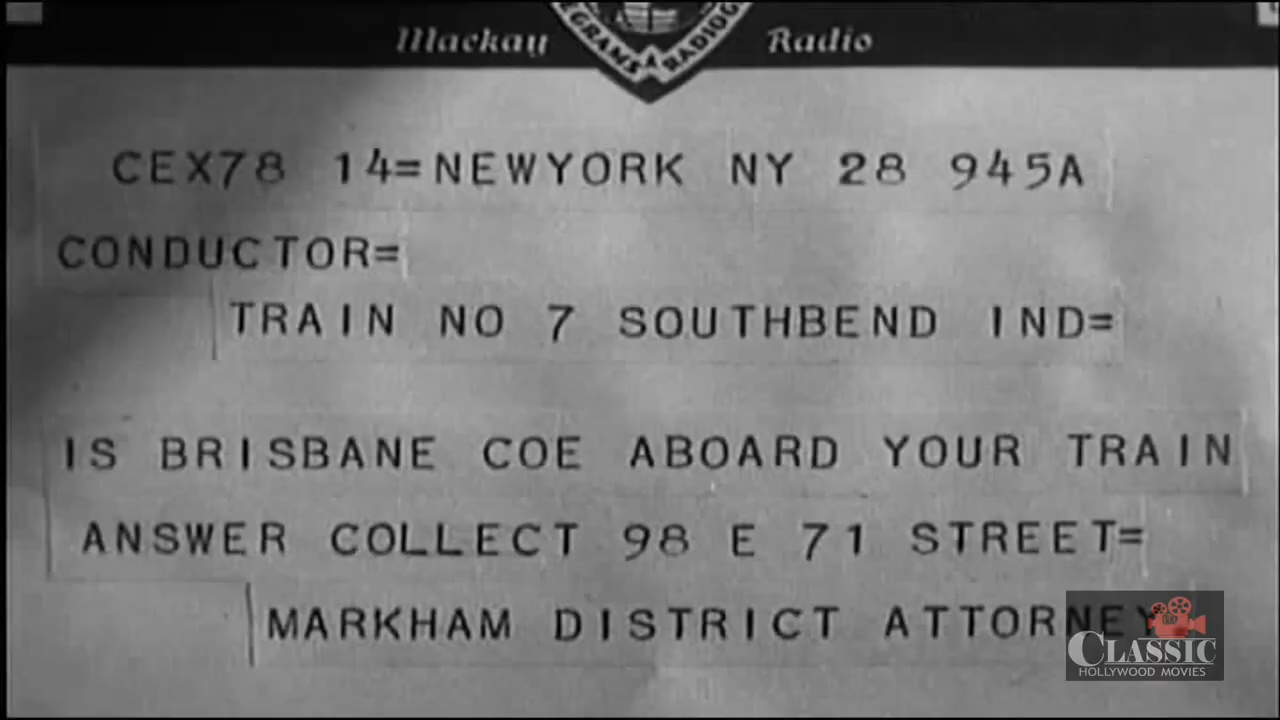 Mackay Radio
CEX78 14=NEWYORK NY 28 945A
CONDUCTOR=
TRAIN NO 7 SOUTHBEND IND=
IS BRISBANE COE ABOARD YOUR TRAIN
ANSWER COLLECT 98 E 71 STREET=
MARKHAM DISTRICT ATTORNEY
CLASSIC
HOLLYWOOD MOVIES